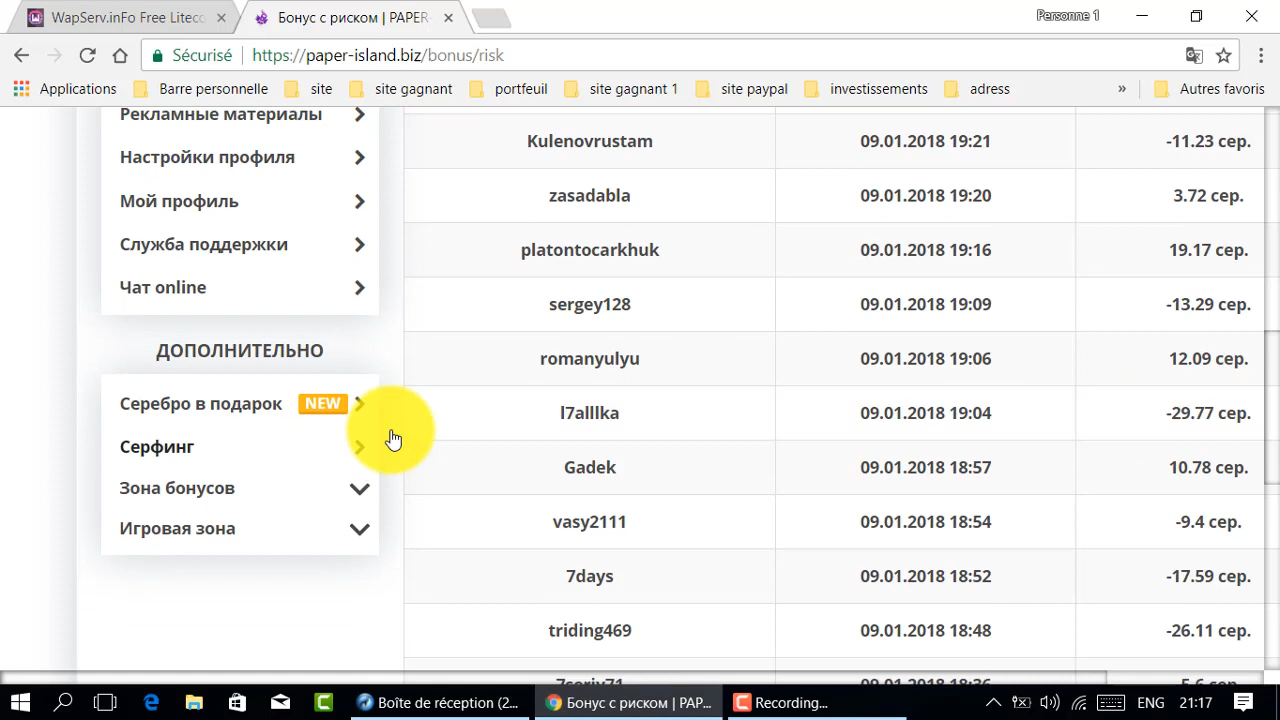 WapServ.inFo Free Litecc
Бонус с риском | PAPER-
Personne 1
Sécurisé
https://paper-island.biz/bonus/risk
Applications
Barre personnelle
site
site gagnant
portfeuil
site gagnant 1
site paypal
investissements
adress
»
Autres favoris
Рекламные материалы
Настройки профиля
Мой профиль
Служба поддержки
Чат online
ДОПОЛНИТЕЛЬНО
Серебро в подарок NEW
Серфинг
Зона бонусов
Игровая зона
Kulenovrustam 09.01.2018 19:21 -11.23 сер.
zasadabla 09.01.2018 19:20 3.72 сер.
platontocarkhuk 09.01.2018 19:16 19.17 сер.
sergey128 09.01.2018 19:09 -13.29 сер.
romanyulyu 09.01.2018 19:06 12.09 сер.
l7alllka 09.01.2018 19:04 -29.77 сер.
Gadek 09.01.2018 18:57 10.78 сер.
vasy2111 09.01.2018 18:54 -9.4 сер.
7days 09.01.2018 18:52 -17.59 сер.
triding469 09.01.2018 18:48 -26.11 сер.
Boîte de réception (2...
Бонус с риском | PAP...
Recording...
ENG
21:17